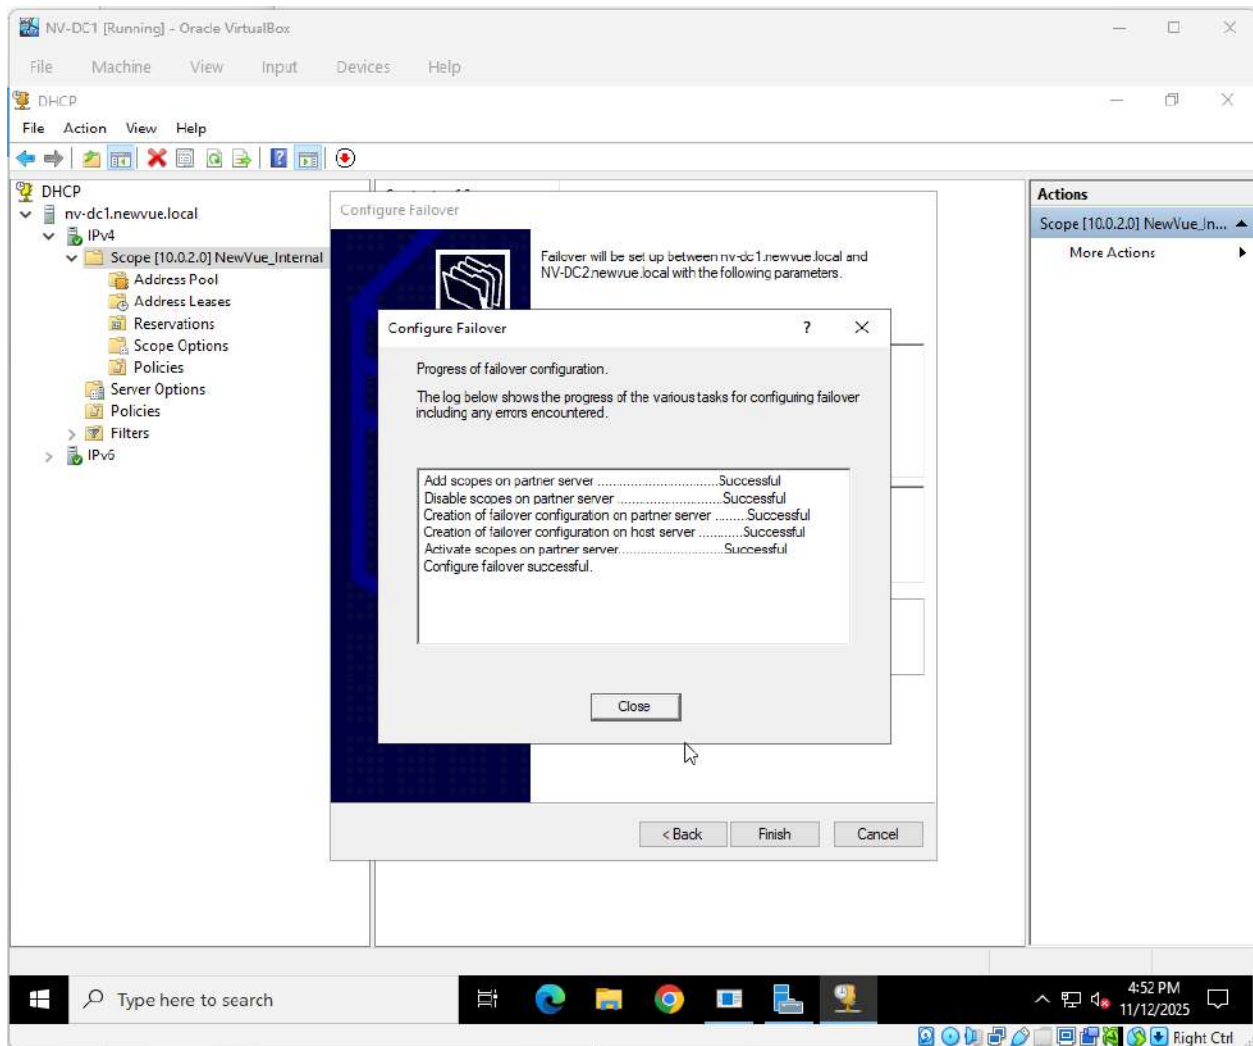 NV-DC1 [Running] - Oracle VirtualBox
File Machine View Input Devices Help
DHCP
File Action View Help
DHCP
nv-dc1.newvue.local
IPv4
Scope [10.0.2.0] NewVue_Internal
Address Pool
Address Leases
Reservations
Scope Options
Policies
Server Options
Policies
Filters
IPv6
Configure Failover
Failover will be set up between nv-dc1.newvue.local and
NV-DC2.newvue.local with the following parameters.
Configure Failover ?
Progress of failover configuration.
The log below shows the progress of the various tasks for configuring failover
including any errors encountered.
Add scopes on partner server ...............................Successful
Disable scopes on partner server ...........................Successful
Creation of failover configuration on partner server ........Successful
Creation of failover configuration on host server ...........Successful
Activate scopes on partner server...........................Successful
Configure failover successful.
Close
< Back Finish Cancel
Actions
Scope [10.0.2.0] NewVue_In...
More Actions
Type here to search
4:52 PM
11/12/2025
Right Ctrl